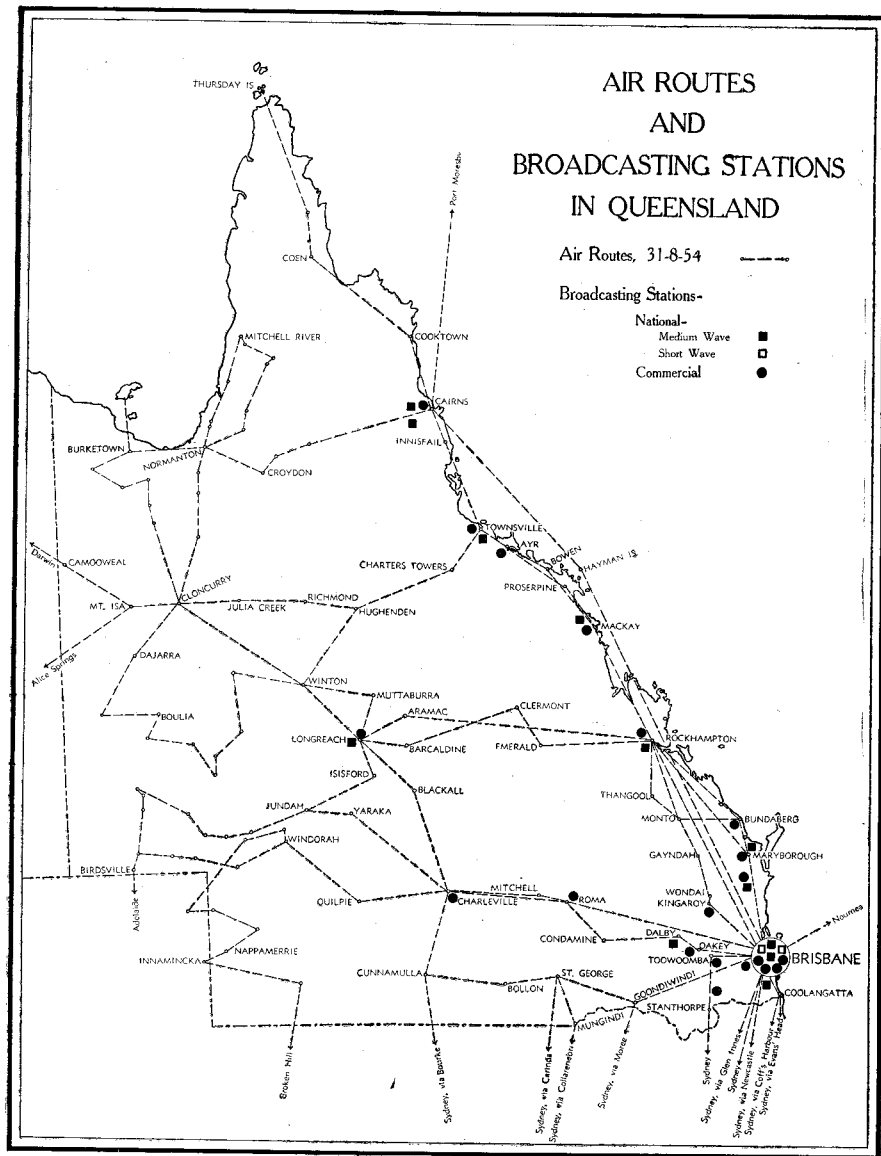 AIR ROUTES
AND
BROADCASTING STATIONS
IN QUEENSLAND
Air Routes, 31-8-54
Broadcasting Stations-
National-
Medium Wave
Short Wave
Commercial
THURSDAY IS
Port Moresby
COEN
COOKTOWN
MITCHELL RIVER
CAIRNS
INNISFAIL
BURKETOWN
NORMANTON
CROYDON
TOWNSVILLE
AYR
BOWEN
HAYMAN IS
Darwin
CAMOOWEAL
CHARTERS TOWERS
PROSERPINE
CLONCURRY
MT. ISA
JULIA CREEK
RICHMOND
HUGHENDEN
MACKAY
Alice Springs
DAJARRA
WINTON
MUTTABURRA
BOULIA
ARAMAC
CLERMONT
LONGREACH
BARCALDINE
EMERALD
ROCKHAMPTON
ISISFORD
BLACKALL
THANGOOL
JUNDAH
YARAKA
MONTO
BUNDABERG
WINDORAH
GAYNDAH
MARYBOROUGH
BIRDSVILLE
Adelaide
QUILPIE
MITCHELL
CHARLEVILLE
ROMA
WONDAI
KINGAROY
Noumea
CONDAMINE
DALBY
OAKEY
TOOWOOMBA
BRISBANE
NAPPAMERRIE
INNAMINCKA
CUNNAMULLA
BOLLON
ST. GEORGE
GOONDIWINDI
STANTHORPE
COOLANGATTA
MUNGINDI
Broken Hill
Sydney, via Bourke
Sydney, via Carinda
Sydney, via Collarenebri
Sydney, via Moree
Sydney
Sydney, via Glen Innes
Sydney
Sydney, via Newcastle
Sydney, via Coff's Harbour
Sydney, via Evans' Head